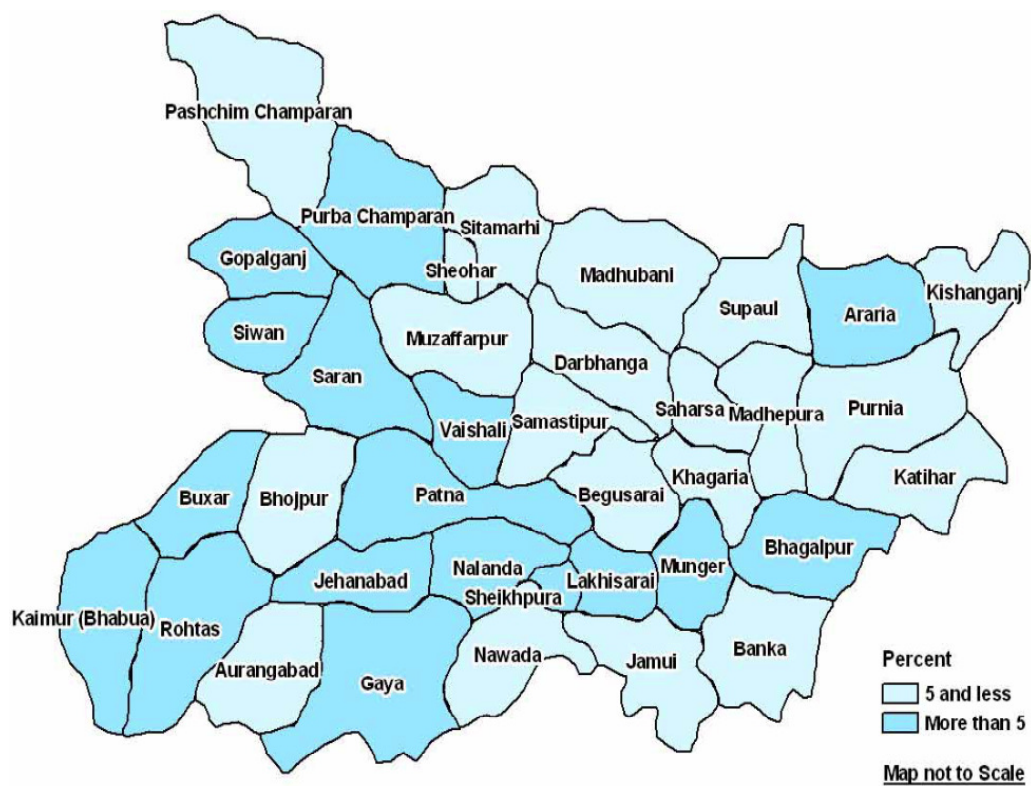 Pashchim Champaran
Purba Champaran
Sitamarhi
Gopalganj
Sheohar
Madhubani
Kishanganj
Supaul
Araria
Siwan
Muzaffarpur
Darbhanga
Saran
Saharsa
Madhepura
Purnia
Vaishali
Samastipur
Khagaria
Katihar
Buxar
Bhojpur
Patna
Begusarai
Bhagalpur
Jehanabad
Nalanda
Lakhisarai
Munger
Sheikhpura
Kaimur (Bhabua)
Rohtas
Aurangabad
Gaya
Nawada
Jamui
Banka
Percent
5 and less
More than 5
Map not to Scale